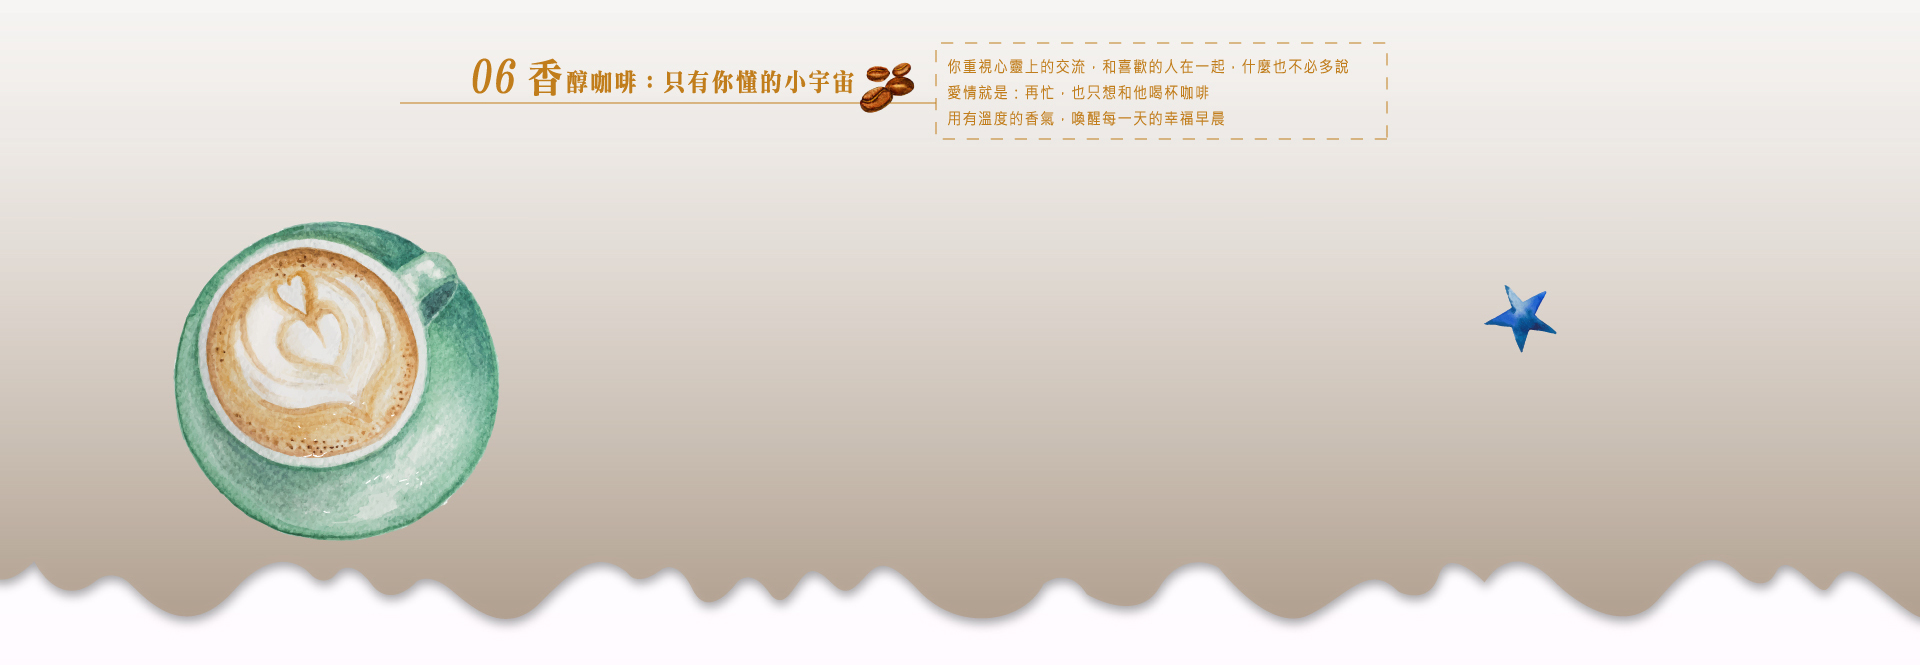 06 香醇咖啡：只有你懂的小宇宙
你重視心靈上的交流，和喜歡的人在一起，什麼也不必多說
愛情就是：再忙，也只想和他喝杯咖啡
用有溫度的香氣，喚醒每一天的幸福早晨